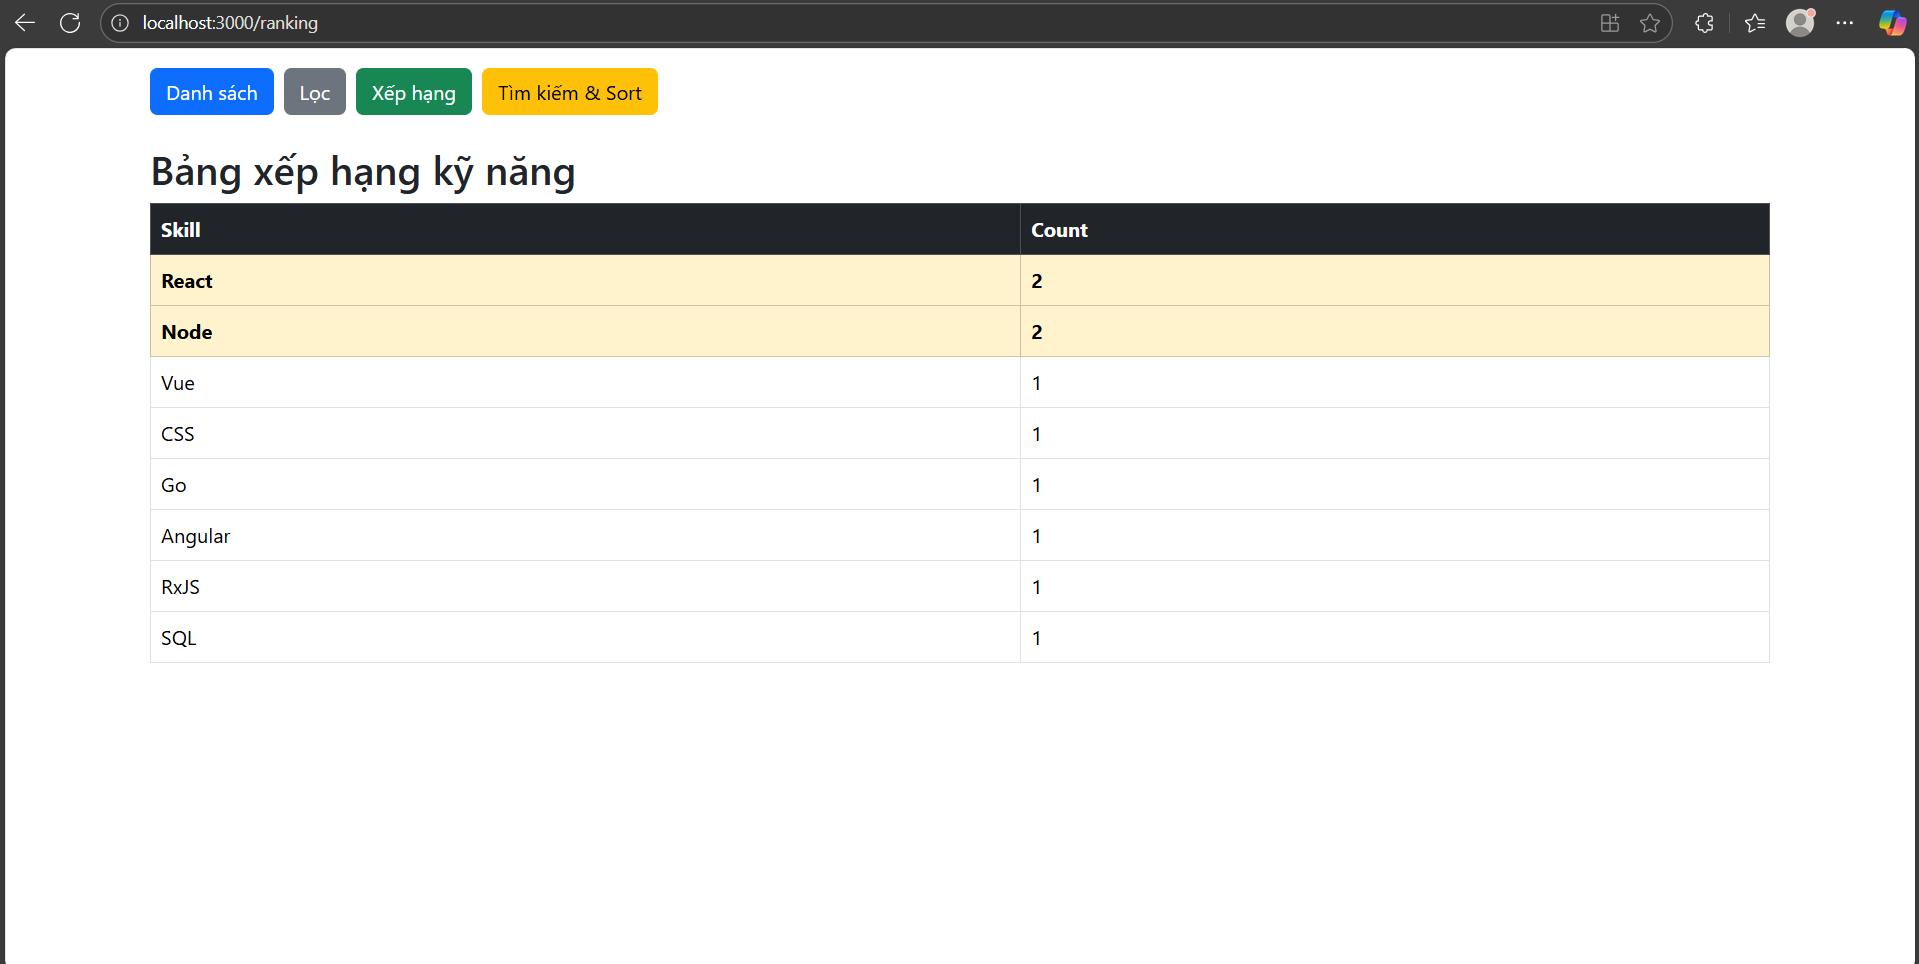 localhost:3000/ranking
Danh sách Lọc Xếp hạng Tìm kiếm & Sort
Bảng xếp hạng kỹ năng
Skill Count
React 2
Node 2
Vue 1
CSS 1
Go 1
Angular 1
RxJS 1
SQL 1